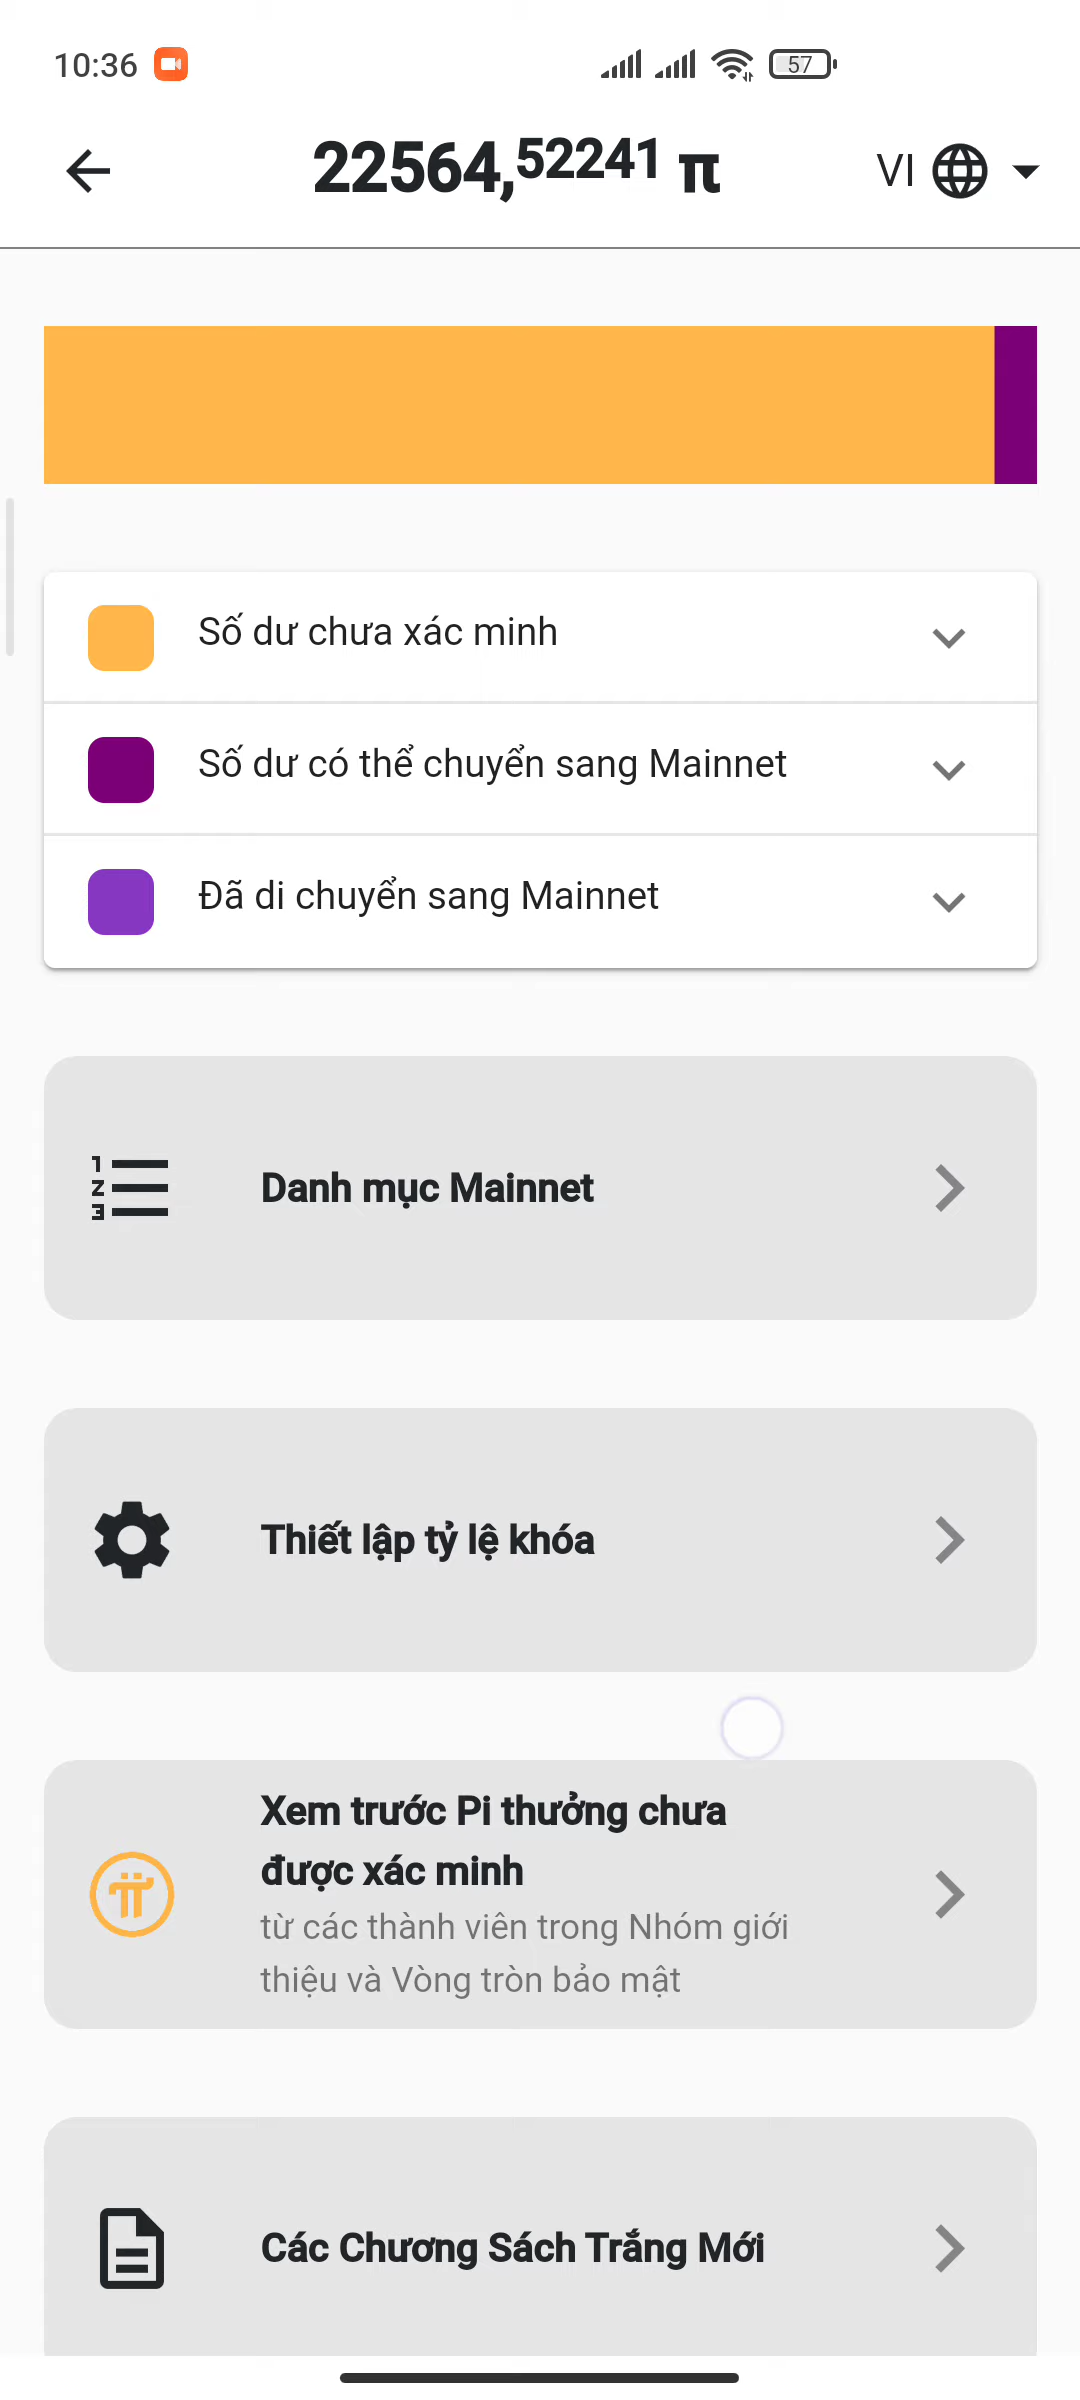 10:36
57
22564,52241 π
VI
Số dư chưa xác minh
Số dư có thể chuyển sang Mainnet
Đã di chuyển sang Mainnet
Danh mục Mainnet
Thiết lập tỷ lệ khóa
Xem trước Pi thưởng chưa
được xác minh
từ các thành viên trong Nhóm giới
thiệu và Vòng tròn bảo mật
Các Chương Sách Trắng Mới